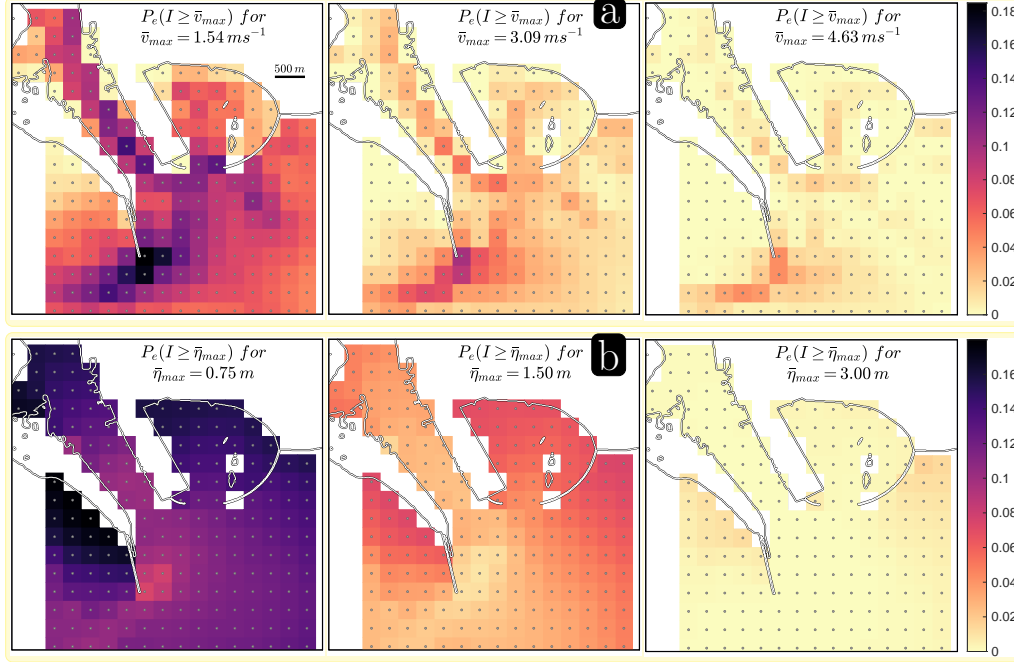 P_e(I ≥ v̄_max) for
v̄_max = 1.54 ms⁻¹
500 m
P_e(I ≥ v̄_max) for
v̄_max = 3.09 ms⁻¹
a
P_e(I ≥ v̄_max) for
v̄_max = 4.63 ms⁻¹
0.18
0.16
0.14
0.12
0.1
0.08
0.06
0.04
0.02
0
P_e(I ≥ η̄_max) for
η̄_max = 0.75 m
P_e(I ≥ η̄_max) for
η̄_max = 1.50 m
b
P_e(I ≥ η̄_max) for
η̄_max = 3.00 m
0.16
0.14
0.12
0.1
0.08
0.06
0.04
0.02
0